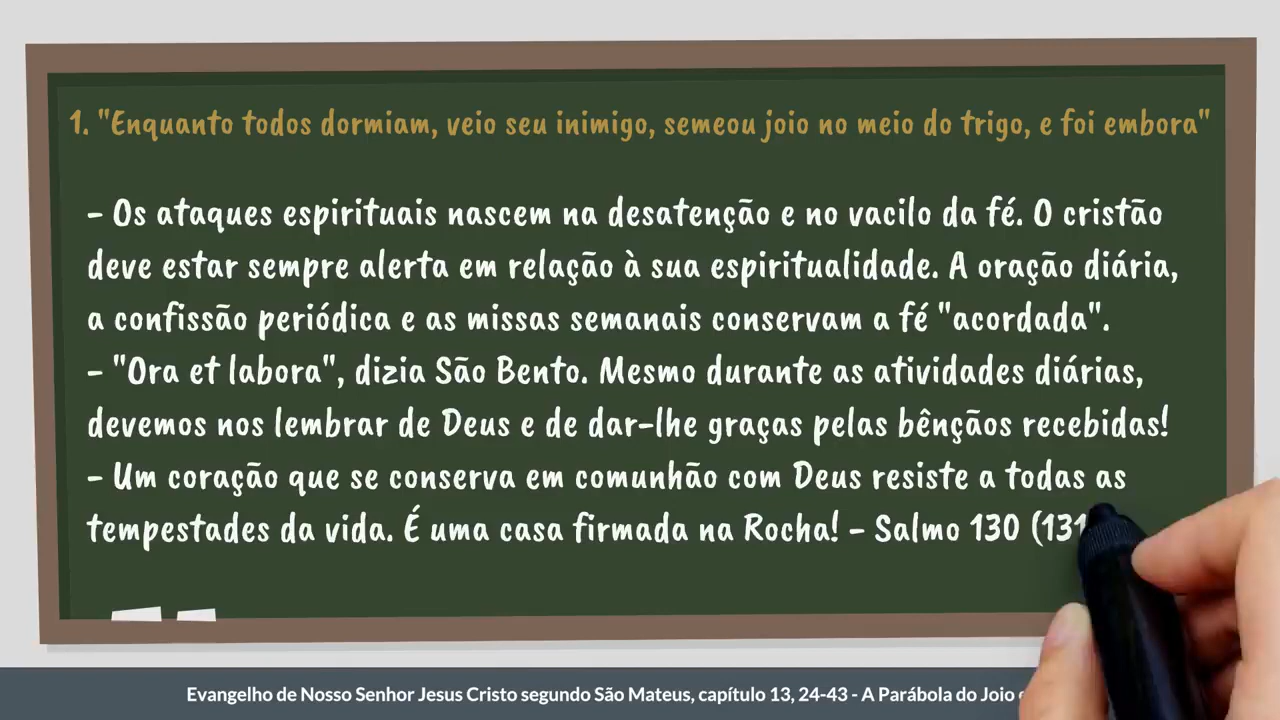 1. "Enquanto todos dormiam, veio seu inimigo, semeou joio no meio do trigo, e foi embora"
- Os ataques espirituais nascem na desatenção e no vacilo da fé. O cristão
deve estar sempre alerta em relação à sua espiritualidade. A oração diária,
a confissão periódica e as missas semanais conservam a fé "acordada".
- "Ora et labora", dizia São Bento. Mesmo durante as atividades diárias,
devemos nos lembrar de Deus e de dar-lhe graças pelas bênçãos recebidas!
- Um coração que se conserva em comunhão com Deus resiste a todas as
tempestades da vida. É uma casa firmada na Rocha! - Salmo 130 (131
Evangelho de Nosso Senhor Jesus Cristo segundo São Mateus, capítulo 13, 24-43 - A Parábola do Joio